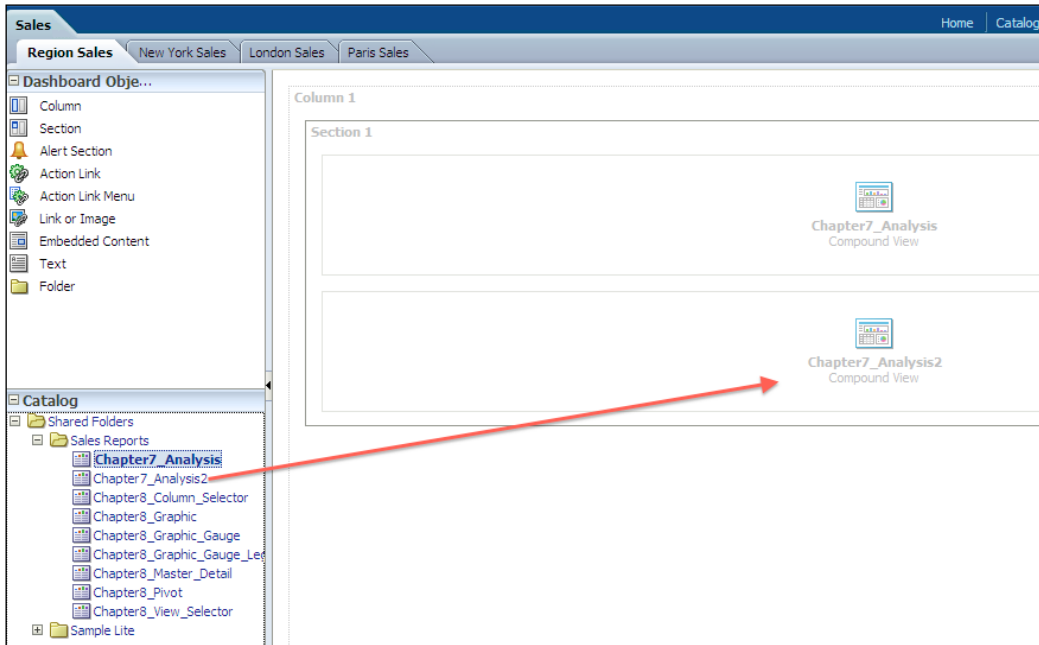 Sales
Home
Catalog
Region Sales
New York Sales
London Sales
Paris Sales
Dashboard Obje...
Column
Section
Alert Section
Action Link
Action Link Menu
Link or Image
Embedded Content
Text
Folder
Column 1
Section 1
Chapter7_Analysis
Compound View
Chapter7_Analysis2
Compound View
Catalog
Shared Folders
Sales Reports
Chapter7_Analysis
Chapter7_Analysis2
Chapter8_Column_Selector
Chapter8_Graphic
Chapter8_Graphic_Gauge
Chapter8_Graphic_Gauge_Led
Chapter8_Master_Detail
Chapter8_Pivot
Chapter8_View_Selector
Sample Lite